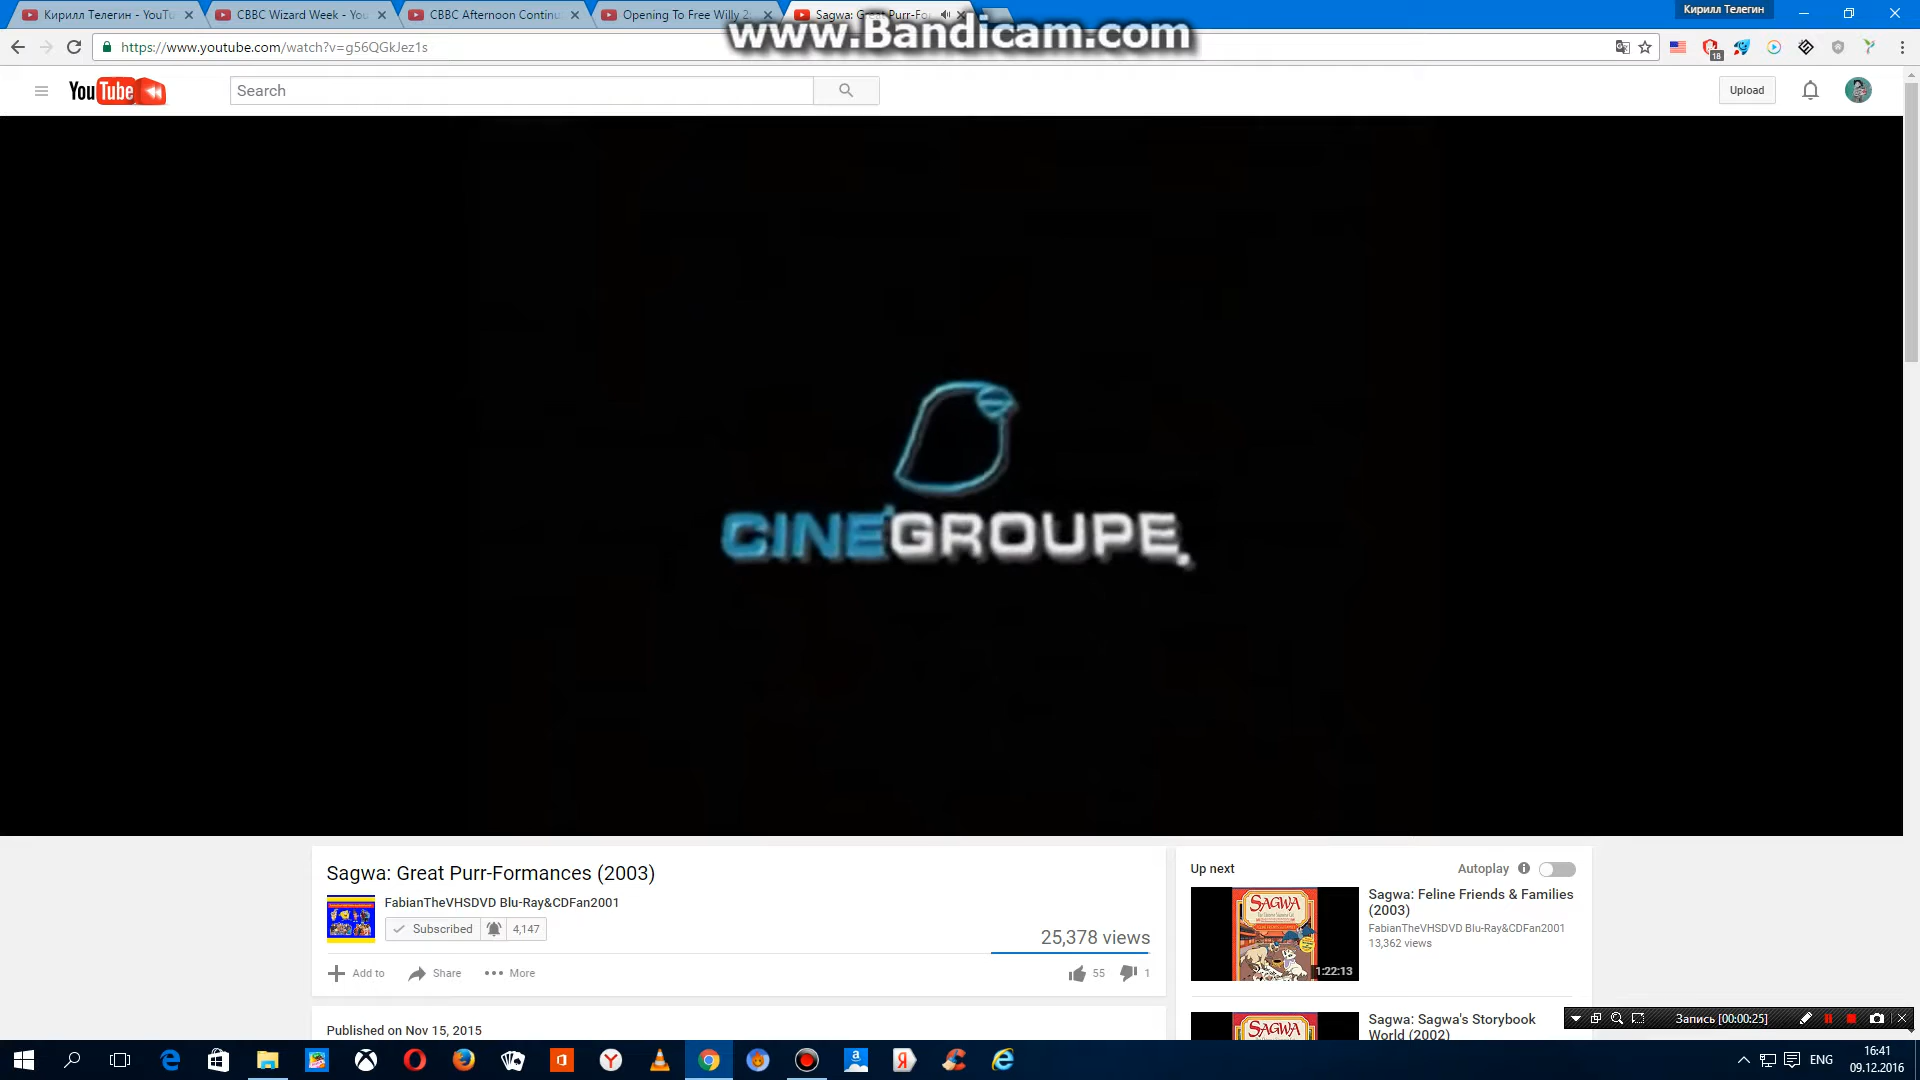 Кирилл Телегин - YouTu
CBBC Wizard Week - You
CBBC Afternoon Continu
Opening To Free Willy 2
Sagwa: Great Purr-Fo
Кирилл Телегин
www.Bandicam.com
https://www.youtube.com/watch?v=g56QGkJez1s
18
YouTube
Search
Upload
CINÉGROUPE.
Sagwa: Great Purr-Formances (2003)
FabianTheVHSDVD Blu-Ray&CDFan2001
Subscribed
4,147
25,378 views
Add to
Share
More
55
1
Published on Nov 15, 2015
Up next
Autoplay
SAGWA
1:22:13
Sagwa: Feline Friends & Families
(2003)
FabianTheVHSDVD Blu-Ray&CDFan2001
13,362 views
SAGWA
Sagwa: Sagwa's Storybook
World (2002)
Запись [00:00:25]
ENG
16:41
09.12.2016